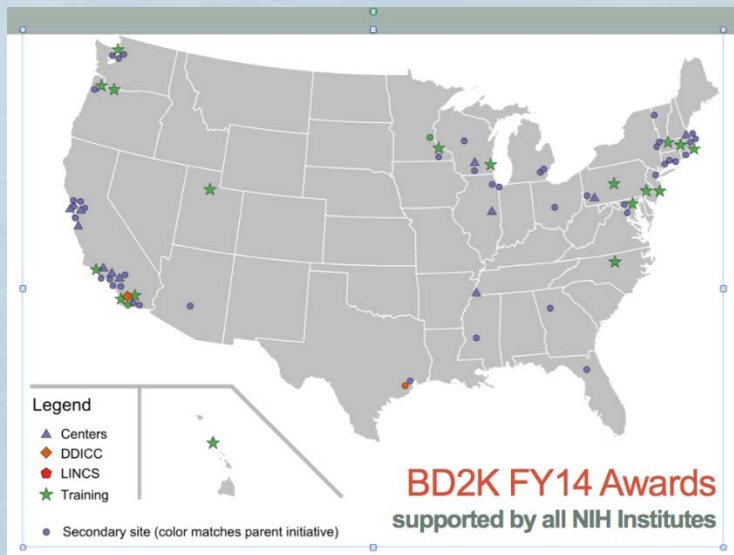 Legend
Centers
DDICC
LINCS
Training
Secondary site (color matches parent initiative)
BD2K FY14 Awards
supported by all NIH Institutes